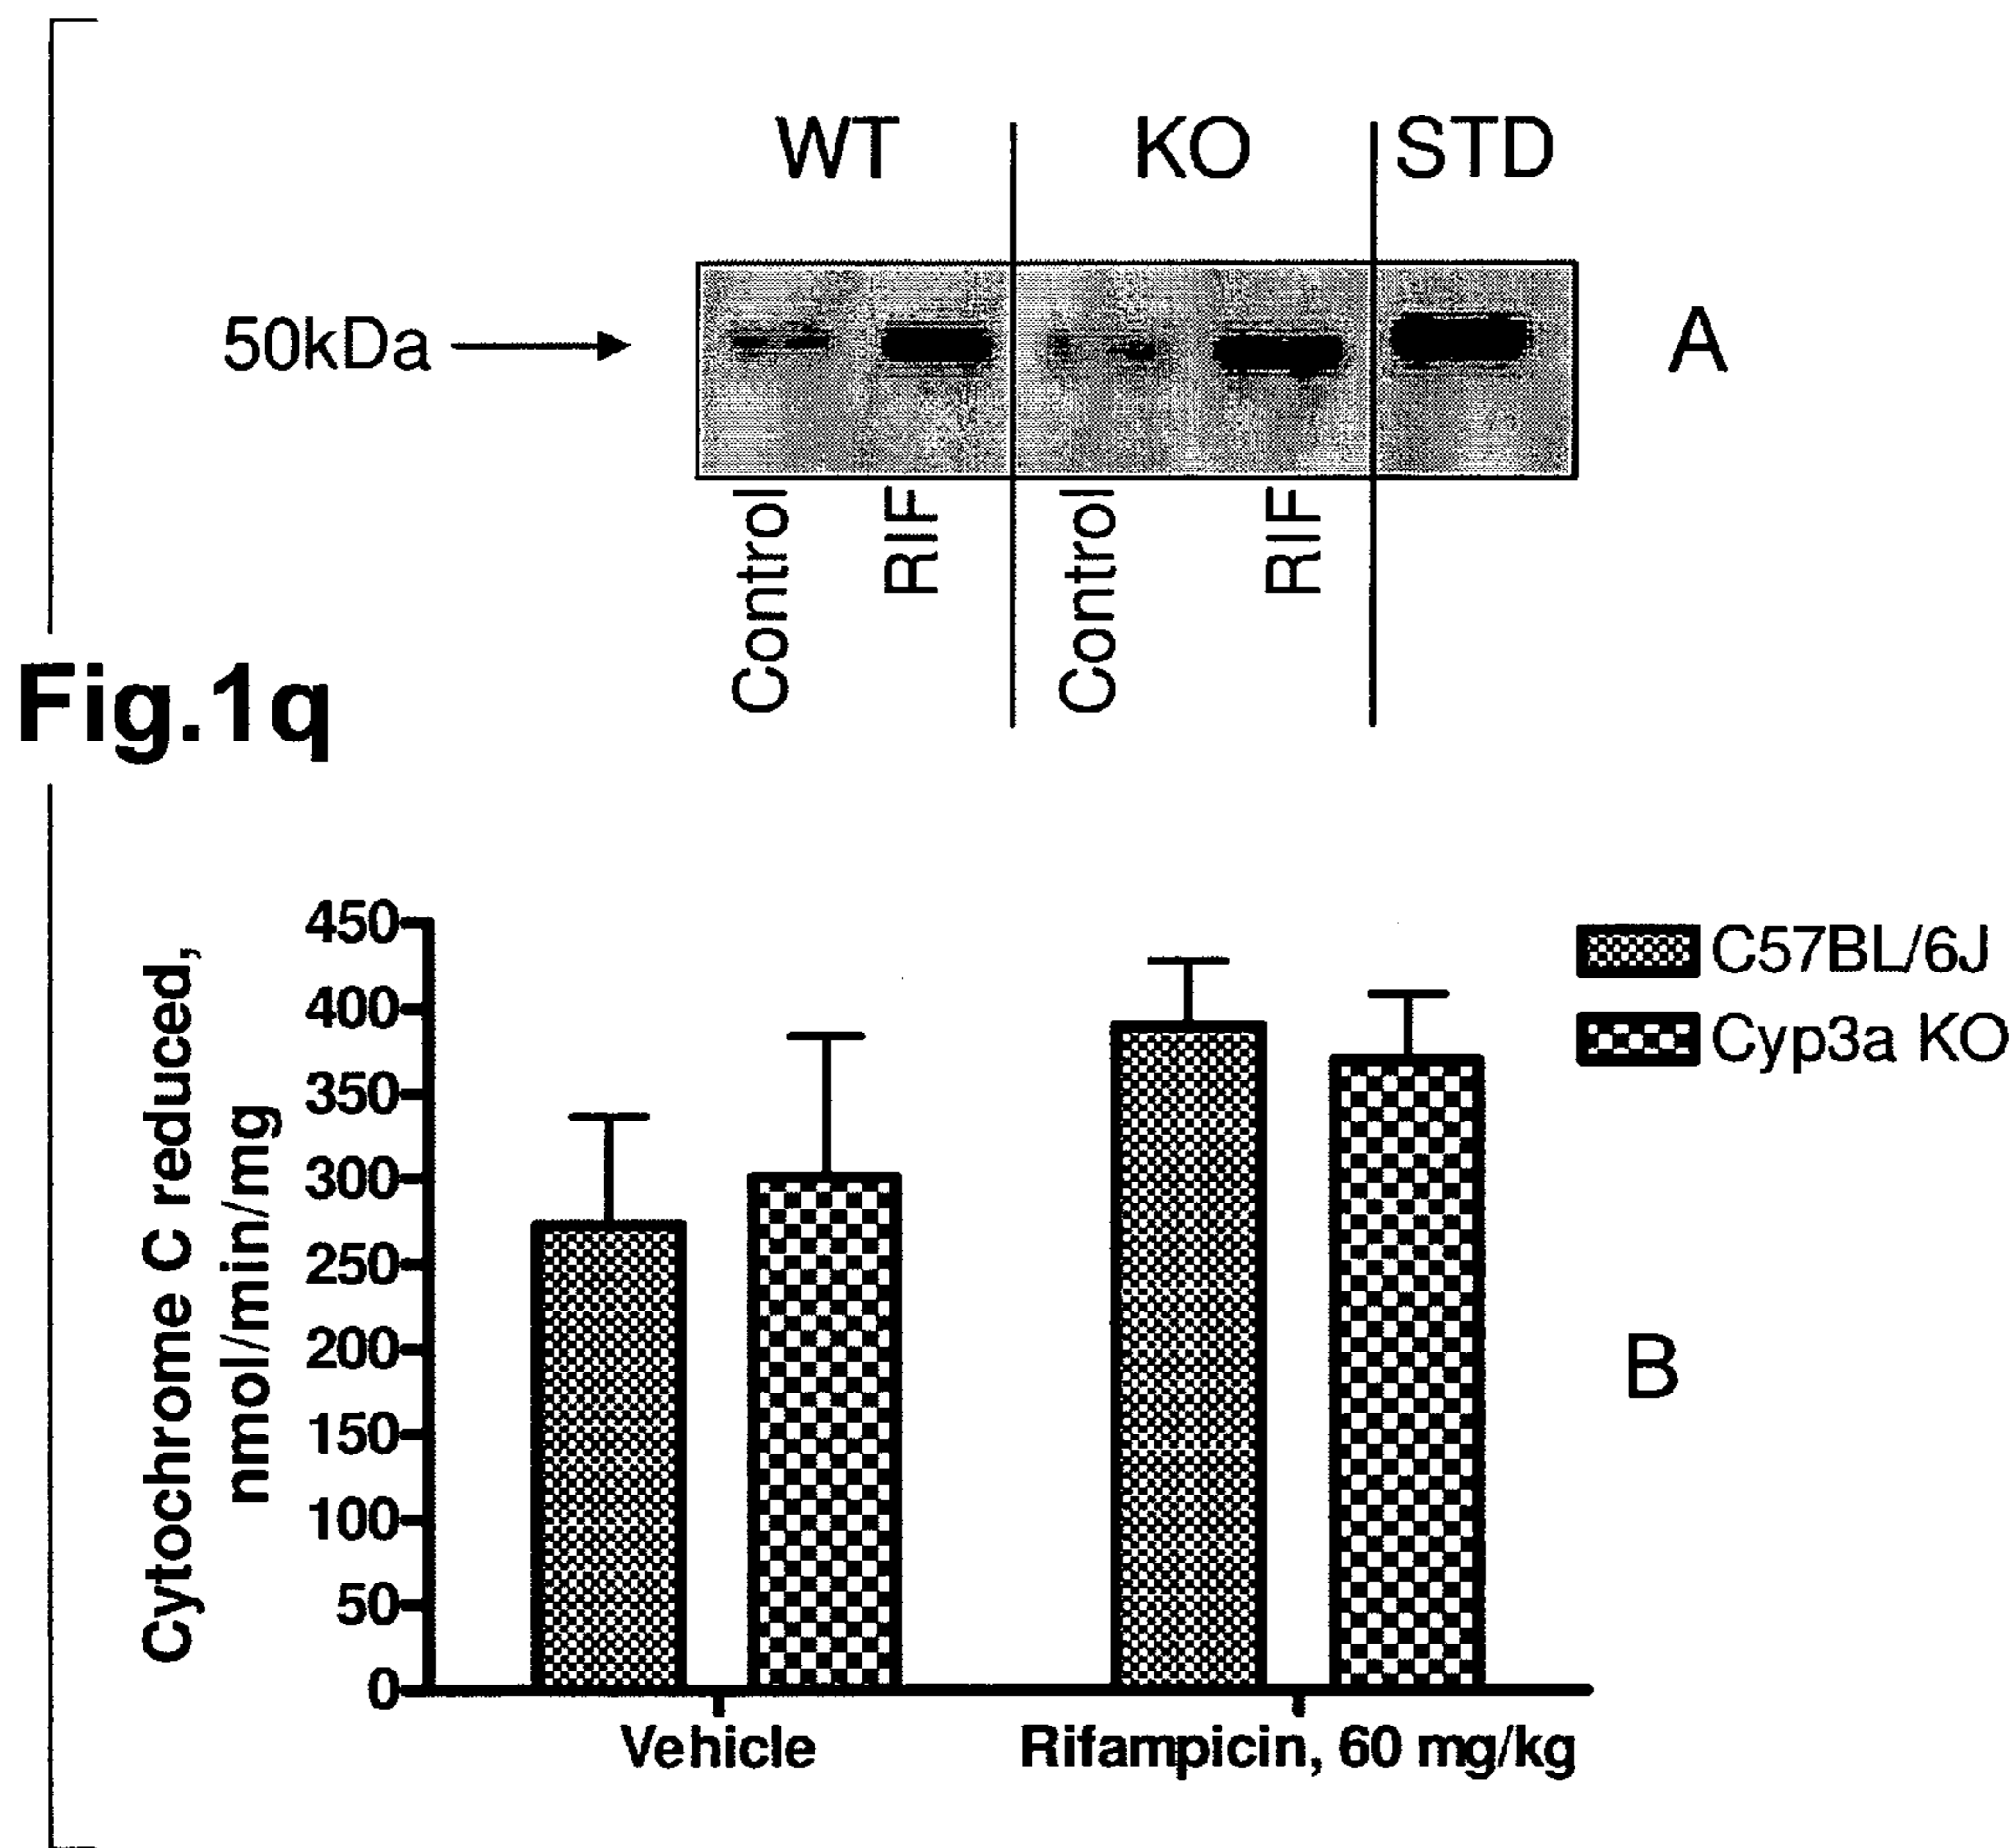 WT KO STD
50kDa
A
Control RIF Control RIF
Fig.1q
450
400
350
300
250
200
150
100
50
0
Cytochrome C reduced,
nmol/min/mg
C57BL/6J
Cyp3a KO
B
Vehicle Rifampicin, 60 mg/kg